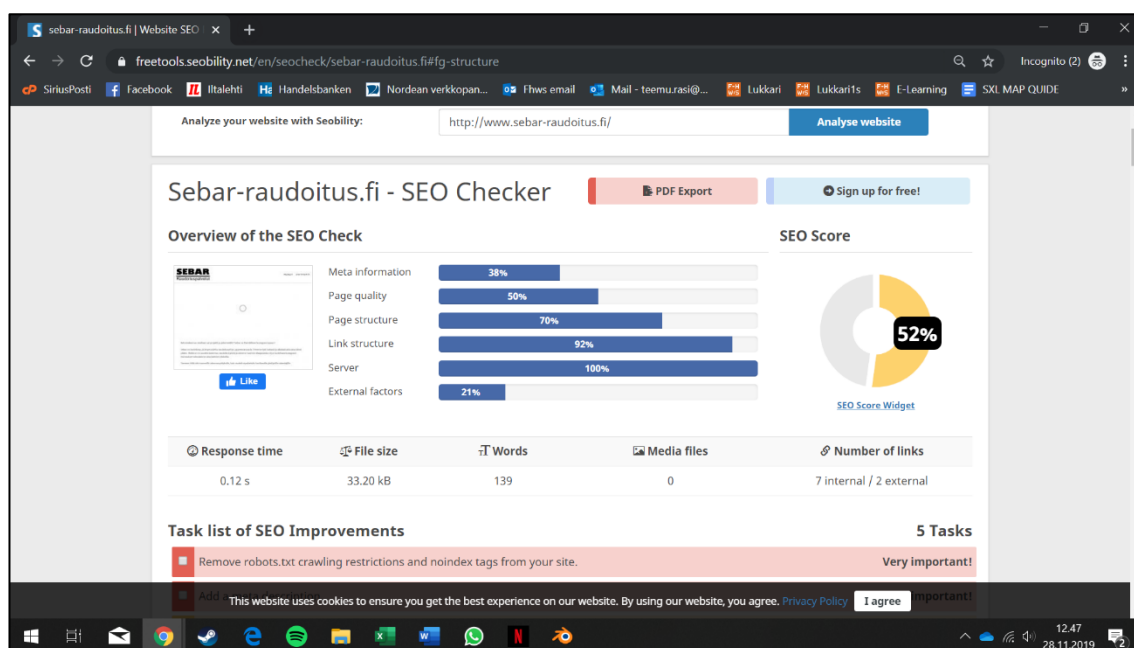 sebar-raudoitus.fi | Website SEO
freetools.seobility.net/en/seocheck/sebar-raudoitus.fi#fg-structure Incognito (2)
SiriusPosti Facebook Iltalehti Handelsbanken Nordean verkkopan... Fhws email Mail - teemu.rasi@... Lukkari Lukkari1s E-Learning SXL MAP QUIDE »
Analyze your website with Seobility: http://www.sebar-raudoitus.fi/ Analyse website
Sebar-raudoitus.fi - SEO Checker PDF Export Sign up for free!
Overview of the SEO Check SEO Score
SEBAR
Meta information 38%
Page quality 50%
Page structure 70%
Link structure 92%
Server 100%
External factors 21%
Like
52%
SEO Score Widget
Response time File size Words Media files Number of links
0.12 s 33.20 kB 139 0 7 internal / 2 external
Task list of SEO Improvements 5 Tasks
Remove robots.txt crawling restrictions and noindex tags from your site. Very important!
This website uses cookies to ensure you get the best experience on our website. By using our website, you agree. Privacy Policy I agree
12.47
28.11.2019
2